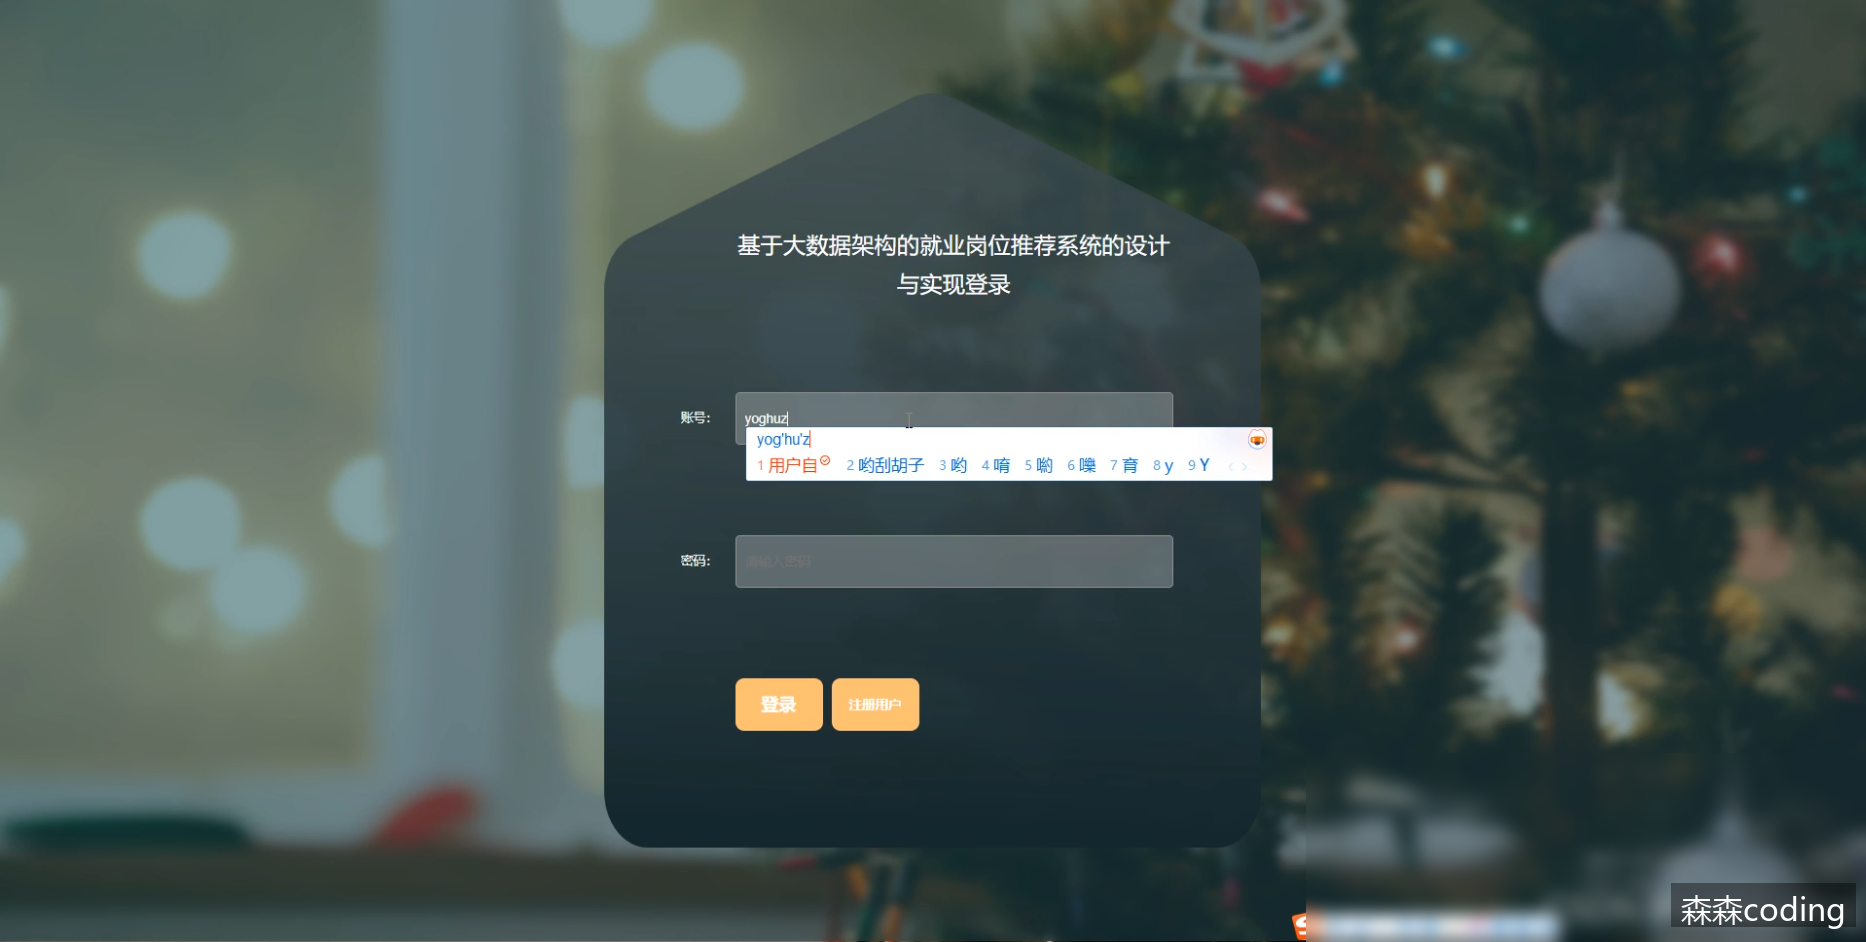 基于大数据架构的就业岗位推荐系统的设计
与实现登录
账号：
yoghuz
yog'hu'z
1 用户自 2 哟刮胡子 3 哟 4 唷 5 喲 6 嚛 7 育 8 y 9 Y
密码：
请输入密码
登录
注册用户
森森coding